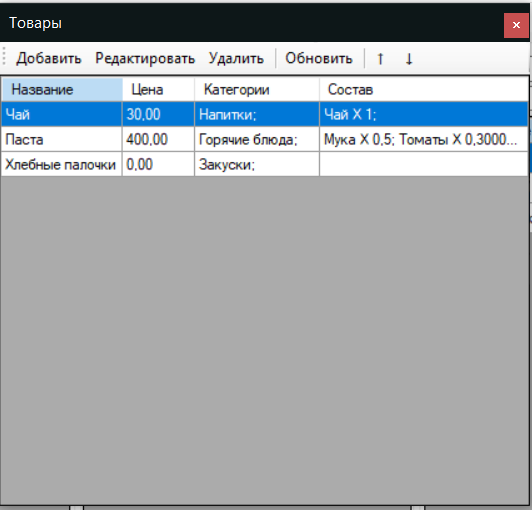 Товары ×
Добавить Редактировать Удалить Обновить ↑ ↓
Название Цена Категории Состав
Чай 30,00 Напитки; Чай X 1;
Паста 400,00 Горячие блюда; Мука X 0,5; Томаты X 0,3000...
Хлебные палочки 0,00 Закуски;